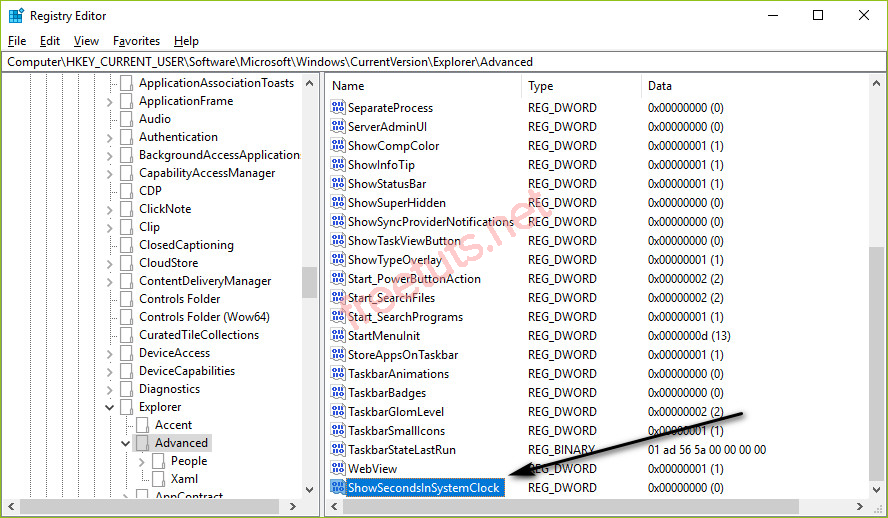 Registry Editor
File Edit View Favorites Help
Computer\HKEY_CURRENT_USER\Software\Microsoft\Windows\CurrentVersion\Explorer\Advanced
ApplicationAssociationToasts
ApplicationFrame
Audio
Authentication
BackgroundAccessApplications
CapabilityAccessManager
CDP
ClickNote
Clip
ClosedCaptioning
CloudStore
ContentDeliveryManager
Controls Folder
Controls Folder (Wow64)
CuratedTileCollections
DeviceAccess
DeviceCapabilities
Diagnostics
Explorer
Accent
Advanced
People
Xaml
AppContract
Name Type Data
SeparateProcess REG_DWORD 0x00000000 (0)
ServerAdminUI REG_DWORD 0x00000000 (0)
ShowCompColor REG_DWORD 0x00000001 (1)
ShowInfoTip REG_DWORD 0x00000001 (1)
ShowStatusBar REG_DWORD 0x00000001 (1)
ShowSuperHidden REG_DWORD 0x00000000 (0)
ShowSyncProviderNotifications REG_DWORD 0x00000000 (0)
ShowTaskViewButton REG_DWORD 0x00000000 (0)
ShowTypeOverlay REG_DWORD 0x00000001 (1)
Start_PowerButtonAction REG_DWORD 0x00000002 (2)
Start_SearchFiles REG_DWORD 0x00000002 (2)
Start_SearchPrograms REG_DWORD 0x00000001 (1)
StartMenuInit REG_DWORD 0x0000000d (13)
StoreAppsOnTaskbar REG_DWORD 0x00000001 (1)
TaskbarAnimations REG_DWORD 0x00000000 (0)
TaskbarBadges REG_DWORD 0x00000000 (0)
TaskbarGlomLevel REG_DWORD 0x00000002 (2)
TaskbarSmallIcons REG_DWORD 0x00000001 (1)
TaskbarStateLastRun REG_BINARY 01 ad 56 5a 00 00 00 00
WebView REG_DWORD 0x00000001 (1)
ShowSecondsInSystemClock REG_DWORD 0x00000000 (0)
freetuts.net